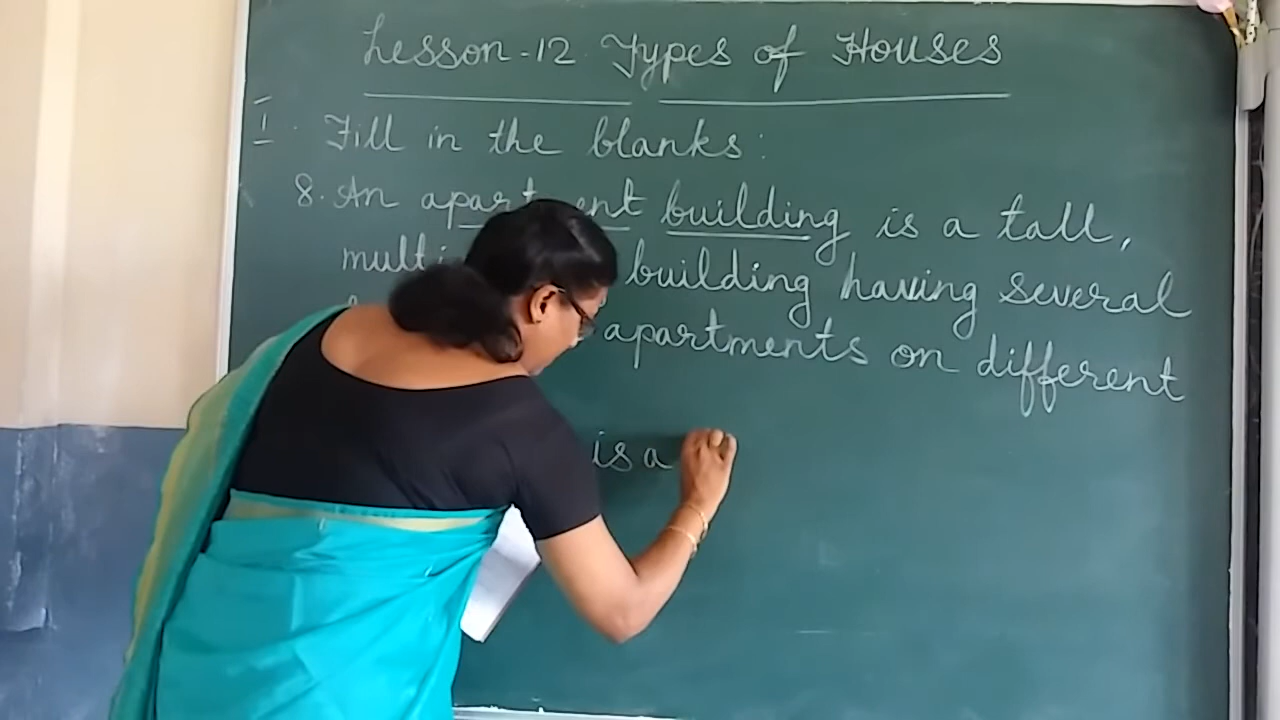 Lesson-12 Types of Houses
I. Fill in the blanks:
8. An apartment building is a tall,
building having several
apartments on different
is a